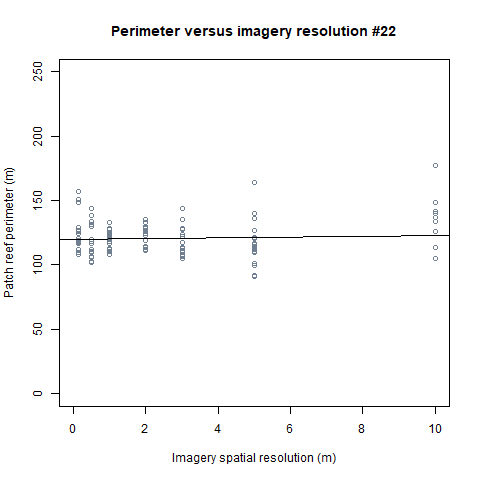 Perimeter versus imagery resolution #22
Patch reef perimeter (m)
250
200
150
100
50
0
0 2 4 6 8 10
Imagery spatial resolution (m)